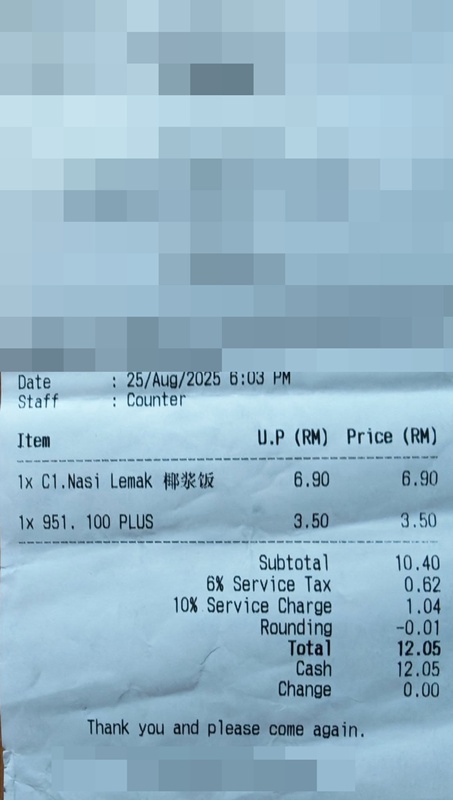 Date : 25/Aug/2025 6:03 PM
Staff : Counter
Item U.P (RM) Price (RM)
1x C1.Nasi Lemak 椰浆饭 6.90 6.90
1x 951. 100 PLUS 3.50 3.50
Subtotal 10.40
6% Service Tax 0.62
10% Service Charge 1.04
Rounding -0.01
Total 12.05
Cash 12.05
Change 0.00
Thank you and please come again.